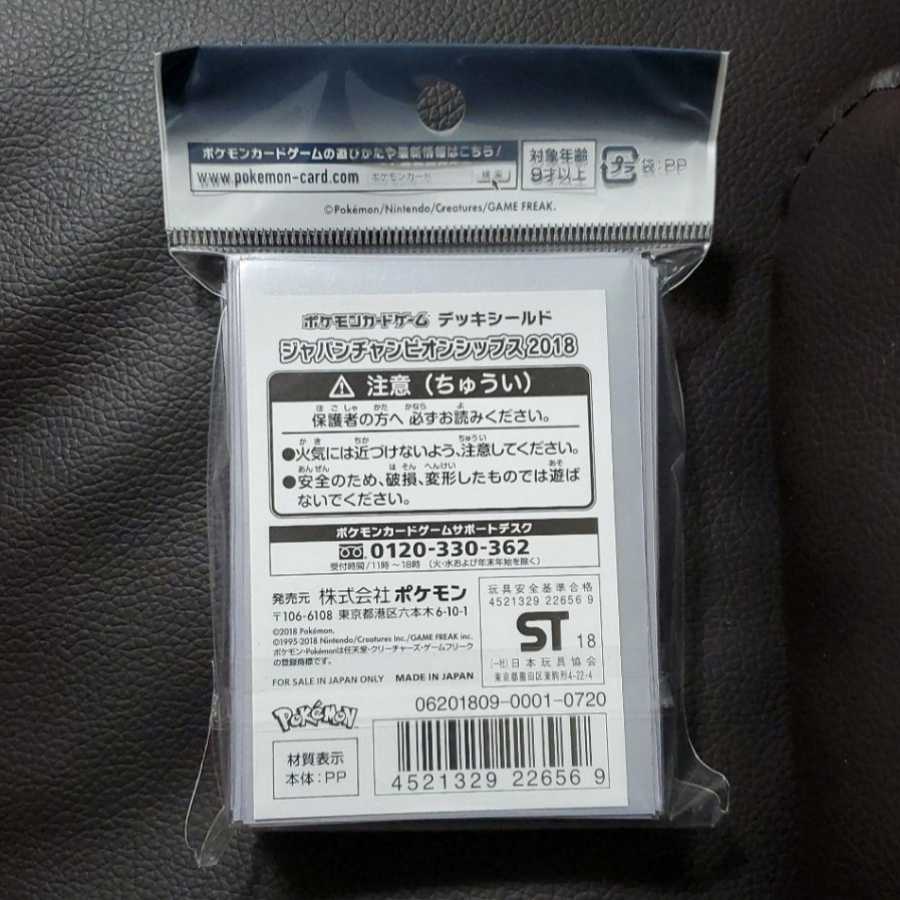 ポケモンカードゲームの遊びかたや最新情報はこちら!
www.pokemon-card.com ポケモンカード 検索
対象年齢
9才以上
プラ 袋:PP
©Pokémon/Nintendo/Creatures/GAME FREAK.
ポケモンカードゲーム デッキシールド
ジャパンチャンピオンシップス2018
⚠ 注意(ちゅうい)
保護者の方へ 必ずお読みください。
●火気には近づけないよう、注意してください。
●安全のため、破損、変形したものでは遊ば
ないでください。
ポケモンカードゲームサポートデスク
0120-330-362
受付時間/11時〜18時 (火・水および年末年始を除く)
発売元 株式会社 ポケモン
〒106-6108 東京都港区六本木6-10-1
©2018 Pokémon.
©1995-2018 Nintendo/Creatures Inc./GAME FREAK inc.
ポケモン・Pokémonは任天堂・クリーチャーズ・ゲームフリーク
の登録商標です。
FOR SALE IN JAPAN ONLY MADE IN JAPAN
玩具安全基準合格
4521329 22656 9
ST 18
(一社)日本玩具協会
東京都墨田区東駒形4-22-4
06201809-0001-0720
POKéMON
材質表示
本体:PP
4521329 22656 9